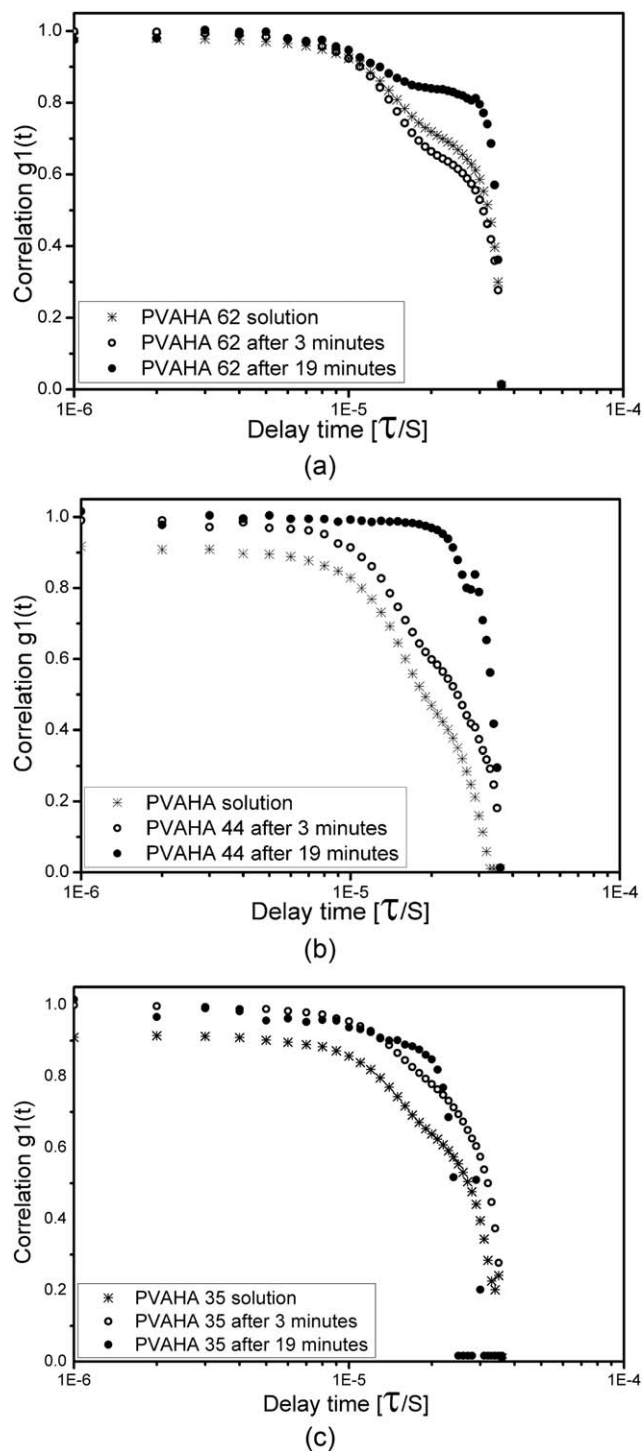 Correlation g1(t)
1.0
0.8
0.6
0.4
0.2
0.0
PVAHA 62 solution
PVAHA 62 after 3 minutes
PVAHA 62 after 19 minutes
1E-6
1E-5
1E-4
Delay time [τ/S]
(a)
Correlation g1(t)
1.0
0.8
0.6
0.4
0.2
0.0
PVAHA solution
PVAHA 44 after 3 minutes
PVAHA 44 after 19 minutes
1E-6
1E-5
1E-4
Delay time [τ/S]
(b)
Correlation g1(t)
1.0
0.8
0.6
0.4
0.2
0.0
PVAHA 35 solution
PVAHA 35 after 3 minutes
PVAHA 35 after 19 minutes
1E-6
1E-5
1E-4
Delay time [τ/S]
(c)